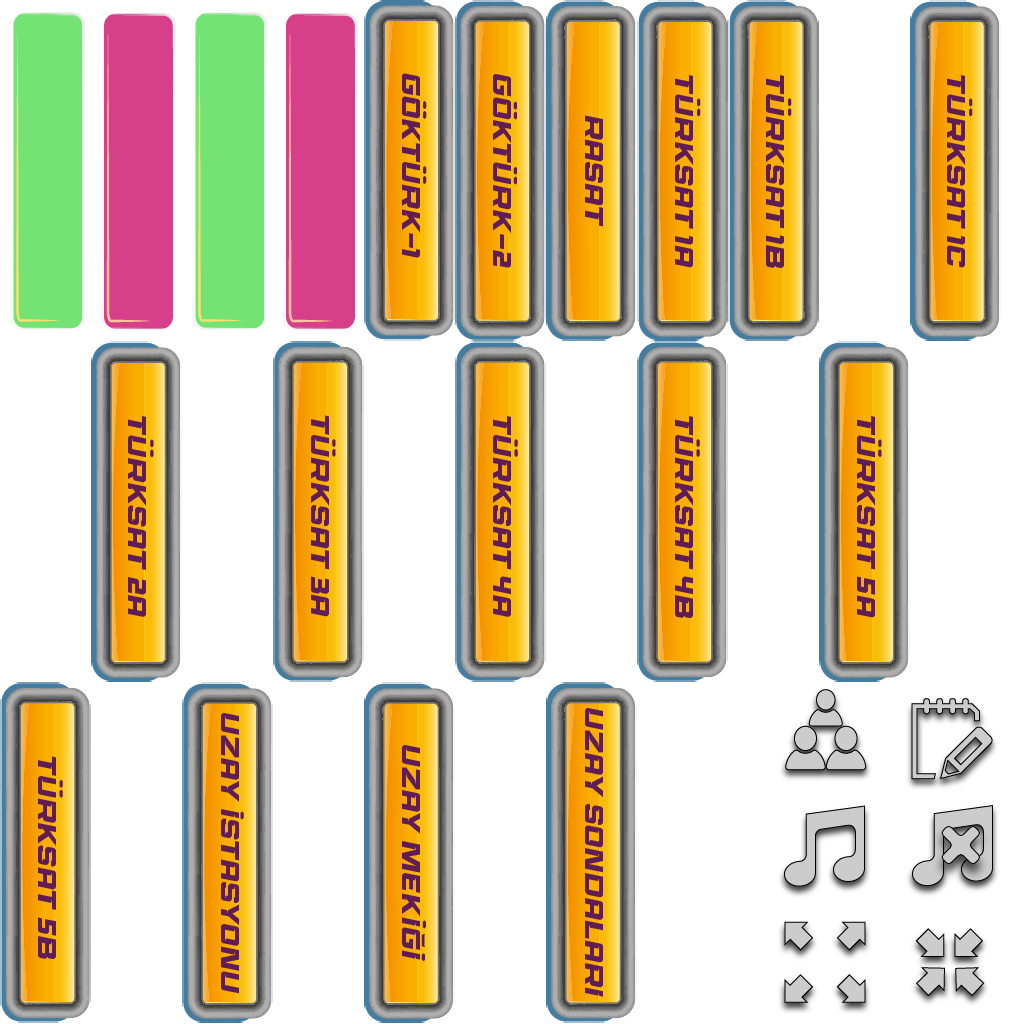 GÖKTÜRK-1
GÖKTÜRK-2
RASAT
TÜRKSAT 1A
TÜRKSAT 1B
TÜRKSAT 1C
TÜRKSAT 2A
TÜRKSAT 3A
TÜRKSAT 4A
TÜRKSAT 4B
TÜRKSAT 5A
TÜRKSAT 5B
UZAY İSTASYONU
UZAY MEKİĞİ
UZAY SONDALARI